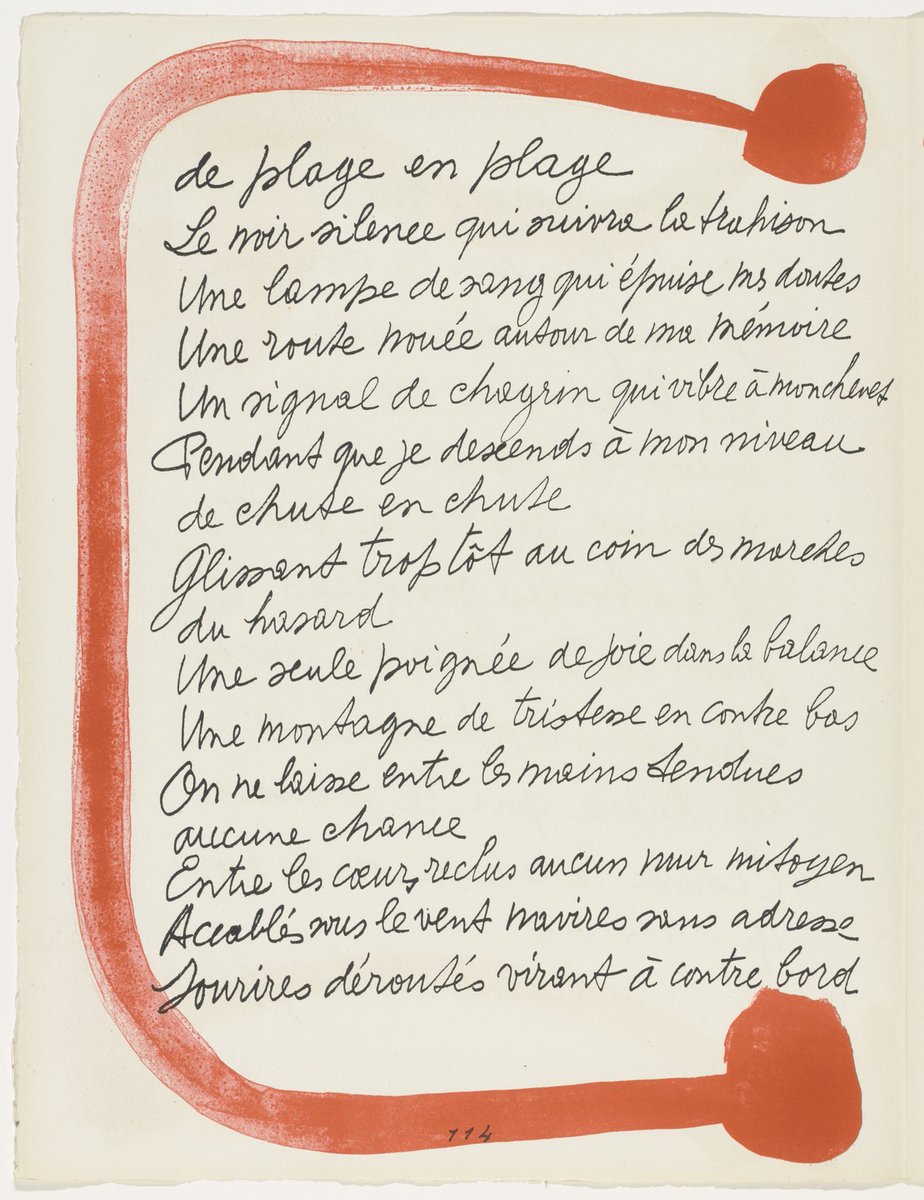 de plage en plage
Le noir silence qui suivra la trahison
Une lampe de sang qui épuise mes doutes
Une route nouée autour de ma mémoire
Un signal de chagrin qui vibre à mon chevet
Pendant que je descends à mon niveau
de chute en chute
Glissant trop tôt au coin des marches
du hasard
Une seule poignée de joie dans la balance
Une montagne de tristesse en contre bas
On ne laisse entre les mains tendues
aucune chance
Entre les cœurs reclus aucun mur mitoyen
Accablés sous le vent navires sans adresse
Sourires déroutés virant à contre bord
114